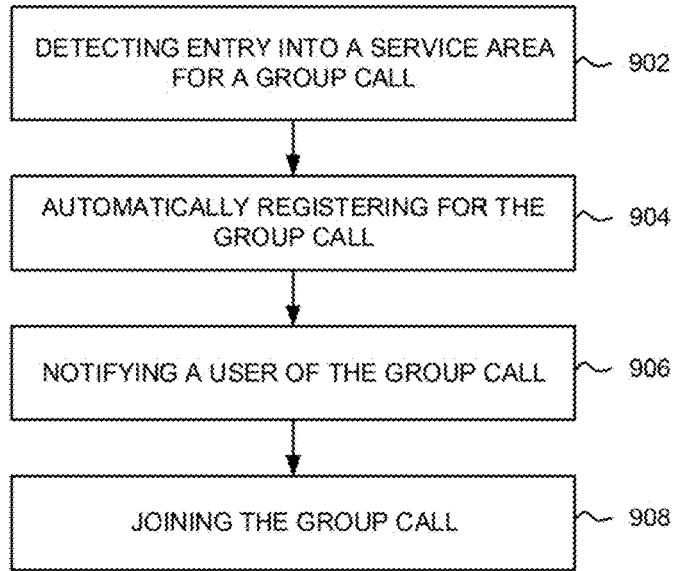 DETECTING ENTRY INTO A SERVICE AREA
FOR A GROUP CALL
902
AUTOMATICALLY REGISTERING FOR THE
GROUP CALL
904
NOTIFYING A USER OF THE GROUP CALL
906
JOINING THE GROUP CALL
908